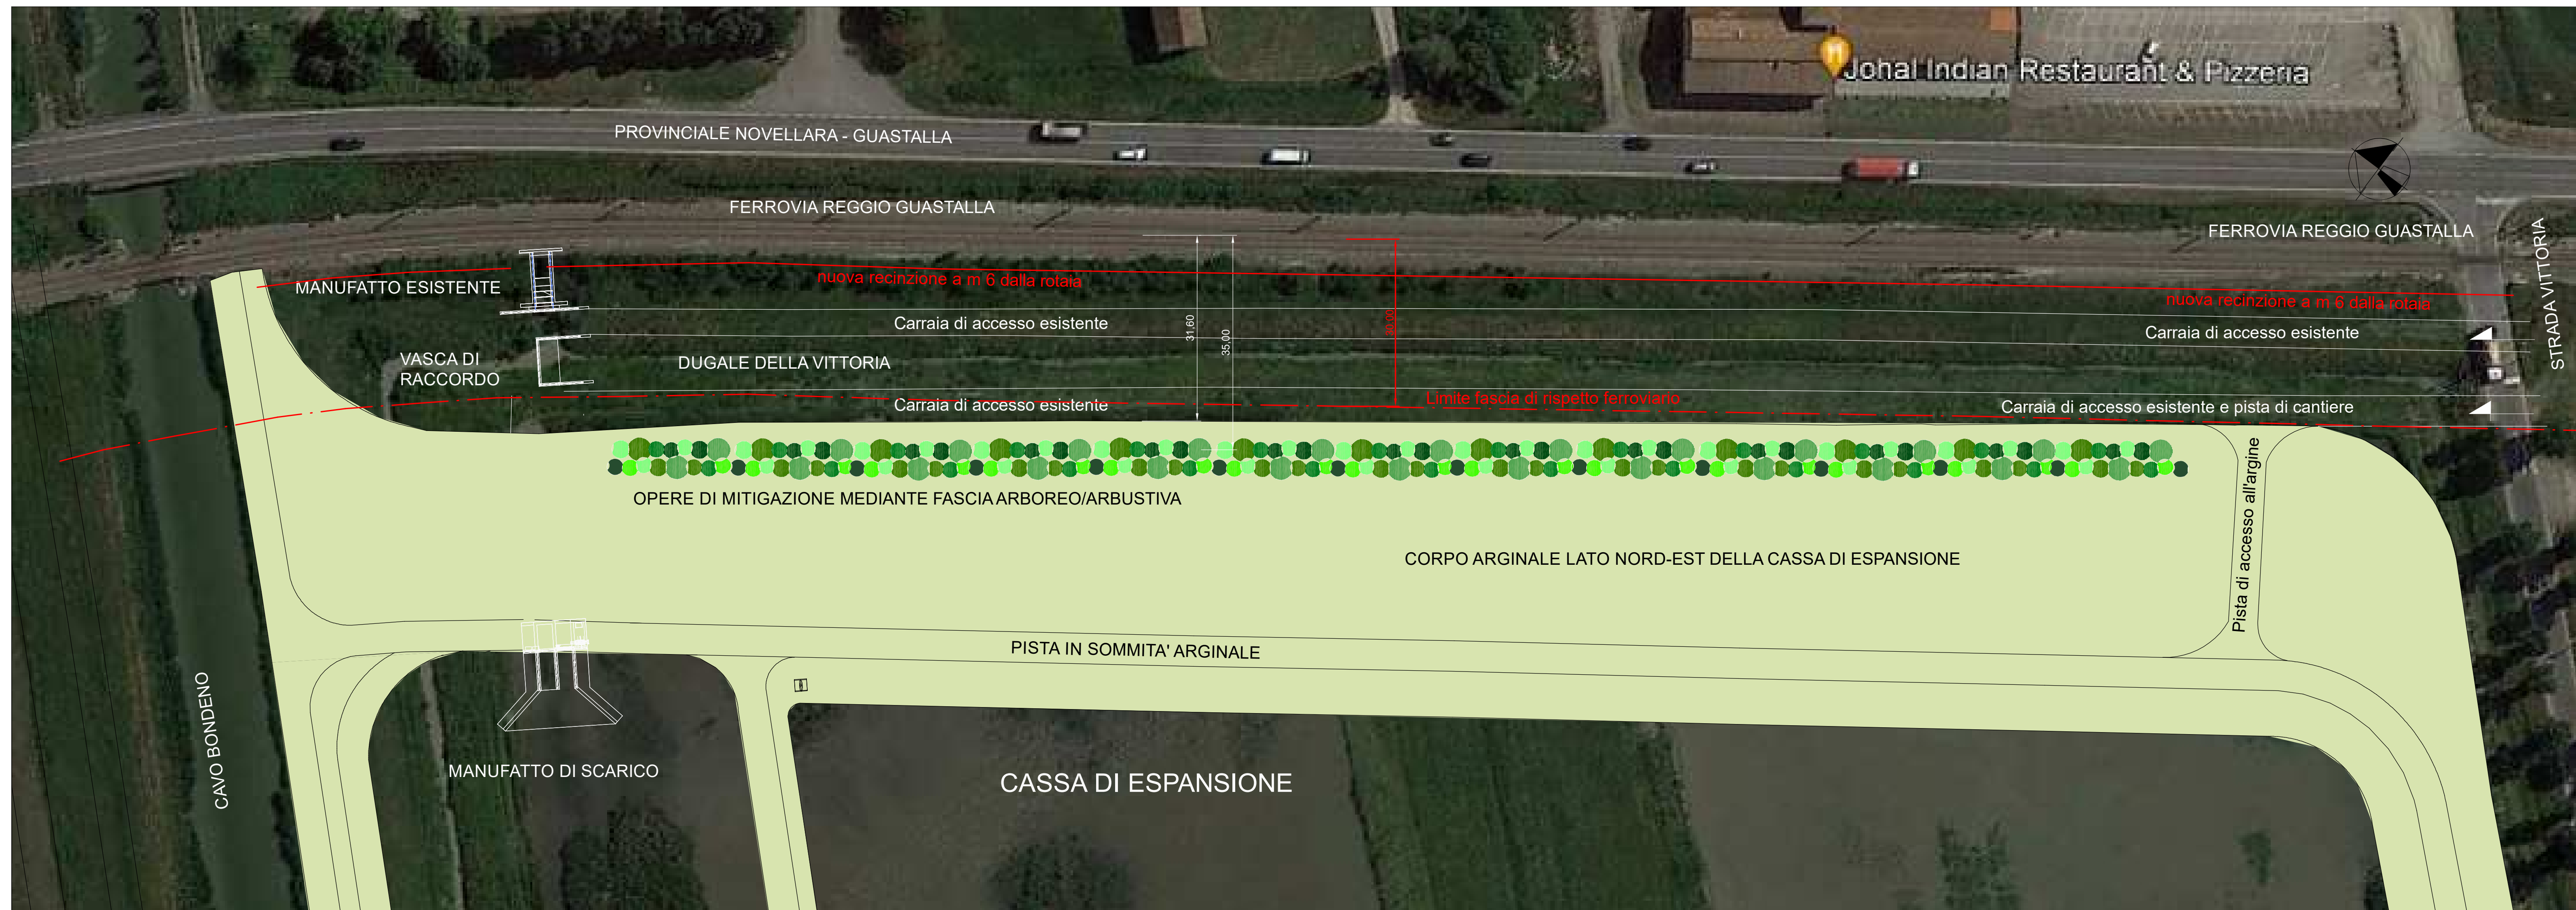 Johal Indian Restaurant & Pizzeria
PROVINCIALE NOVELLARA - GUASTALLA
FERROVIA REGGIO GUASTALLA
FERROVIA REGGIO GUASTALLA
STRADA VITTORIA
nuova recinzione a m 6 dalla rotaia
MANUFATTO ESISTENTE
nuova recinzione a m 6 dalla rotaia
Carraia di accesso esistente
31,60
35,00
30,00
Carraia di accesso esistente
VASCA DI
RACCORDO
DUGALE DELLA VITTORIA
Carraia di accesso esistente
Limite fascia di rispetto ferroviario
Carraia di accesso esistente e pista di cantiere
OPERE DI MITIGAZIONE MEDIANTE FASCIA ARBOREO/ARBUSTIVA
Pista di accesso all'argine
CORPO ARGINALE LATO NORD-EST DELLA CASSA DI ESPANSIONE
PISTA IN SOMMITA' ARGINALE
CAVO BONDENO
MANUFATTO DI SCARICO
CASSA DI ESPANSIONE